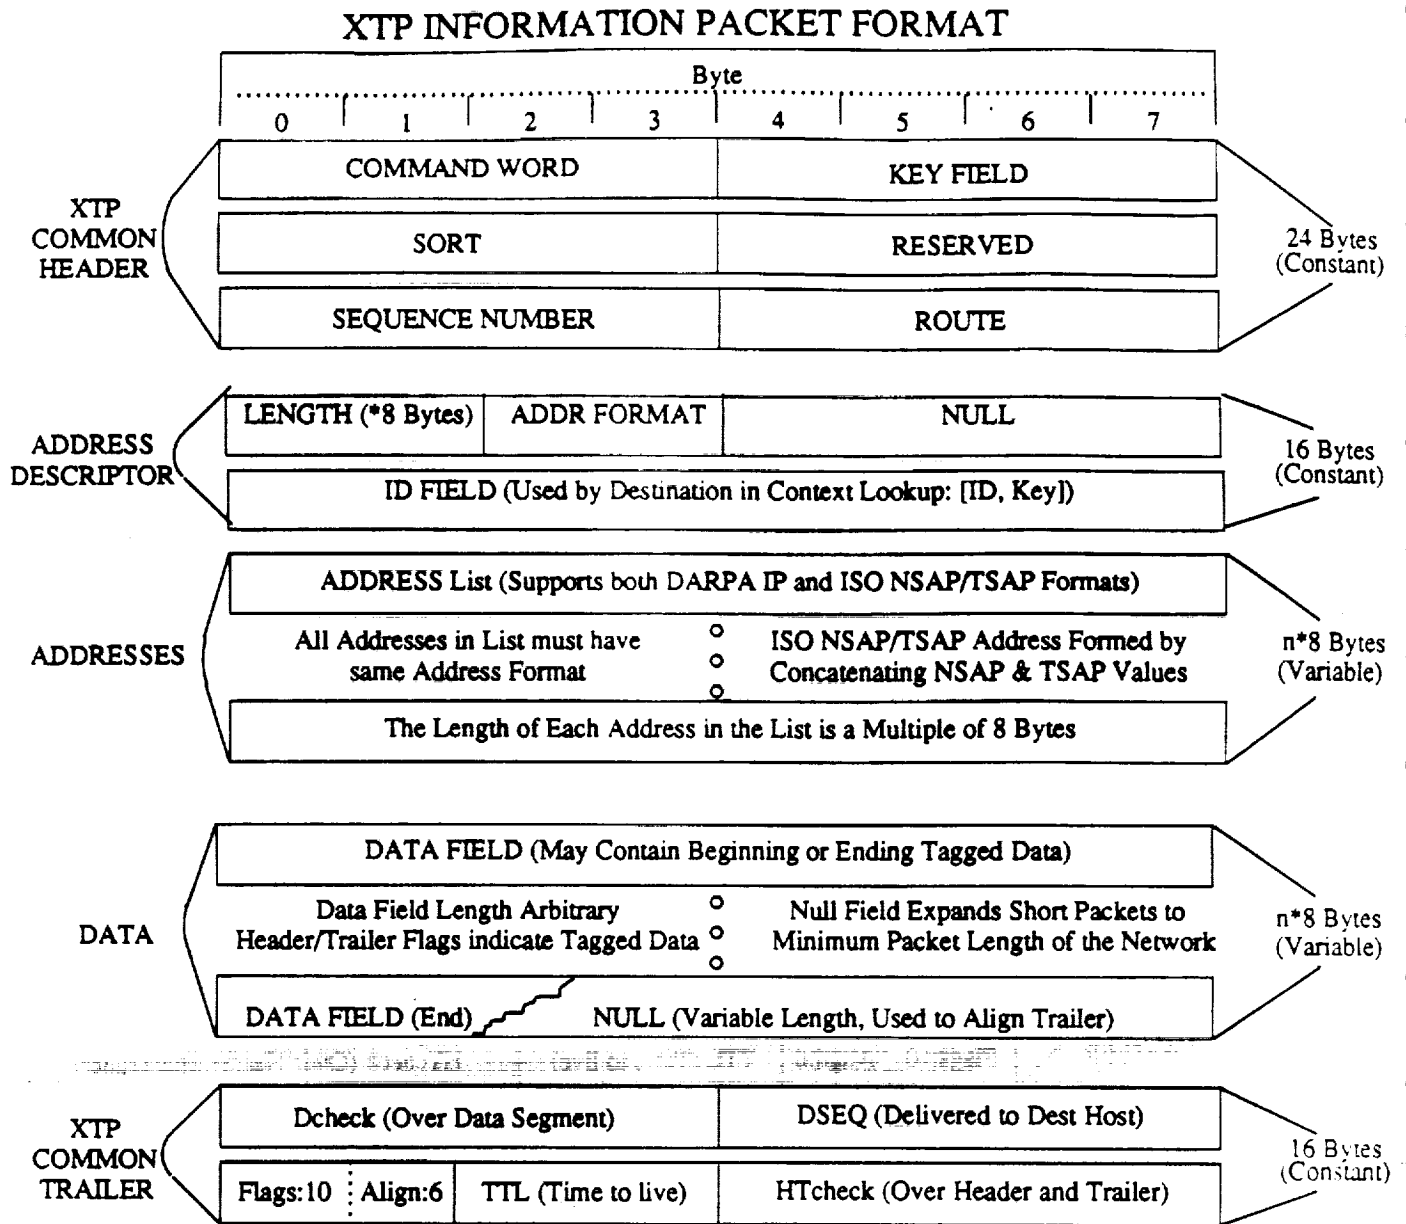 XTP INFORMATION PACKET FORMAT
Byte
0 1 2 3 4 5 6 7
XTP
COMMON
HEADER
COMMAND WORD
KEY FIELD
SORT
RESERVED
SEQUENCE NUMBER
ROUTE
24 Bytes
(Constant)
ADDRESS
DESCRIPTOR
LENGTH (*8 Bytes)
ADDR FORMAT
NULL
ID FIELD (Used by Destination in Context Lookup: [ID, Key])
16 Bytes
(Constant)
ADDRESSES
ADDRESS List (Supports both DARPA IP and ISO NSAP/TSAP Formats)
All Addresses in List must have
same Address Format
ISO NSAP/TSAP Address Formed by
Concatenating NSAP & TSAP Values
The Length of Each Address in the List is a Multiple of 8 Bytes
n*8 Bytes
(Variable)
DATA
DATA FIELD (May Contain Beginning or Ending Tagged Data)
Data Field Length Arbitrary
Header/Trailer Flags indicate Tagged Data
Null Field Expands Short Packets to
Minimum Packet Length of the Network
DATA FIELD (End)
NULL (Variable Length, Used to Align Trailer)
n*8 Bytes
(Variable)
XTP
COMMON
TRAILER
Dcheck (Over Data Segment)
DSEQ (Delivered to Dest Host)
Flags:10
Align:6
TTL (Time to live)
HTcheck (Over Header and Trailer)
16 Bytes
(Constant)